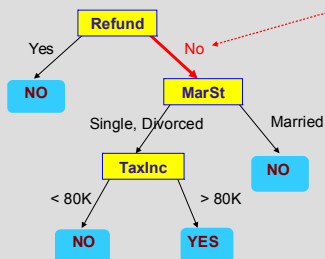 Refund
Yes
No
NO
MarSt
Single, Divorced
Married
TaxInc
NO
< 80K
> 80K
NO
YES